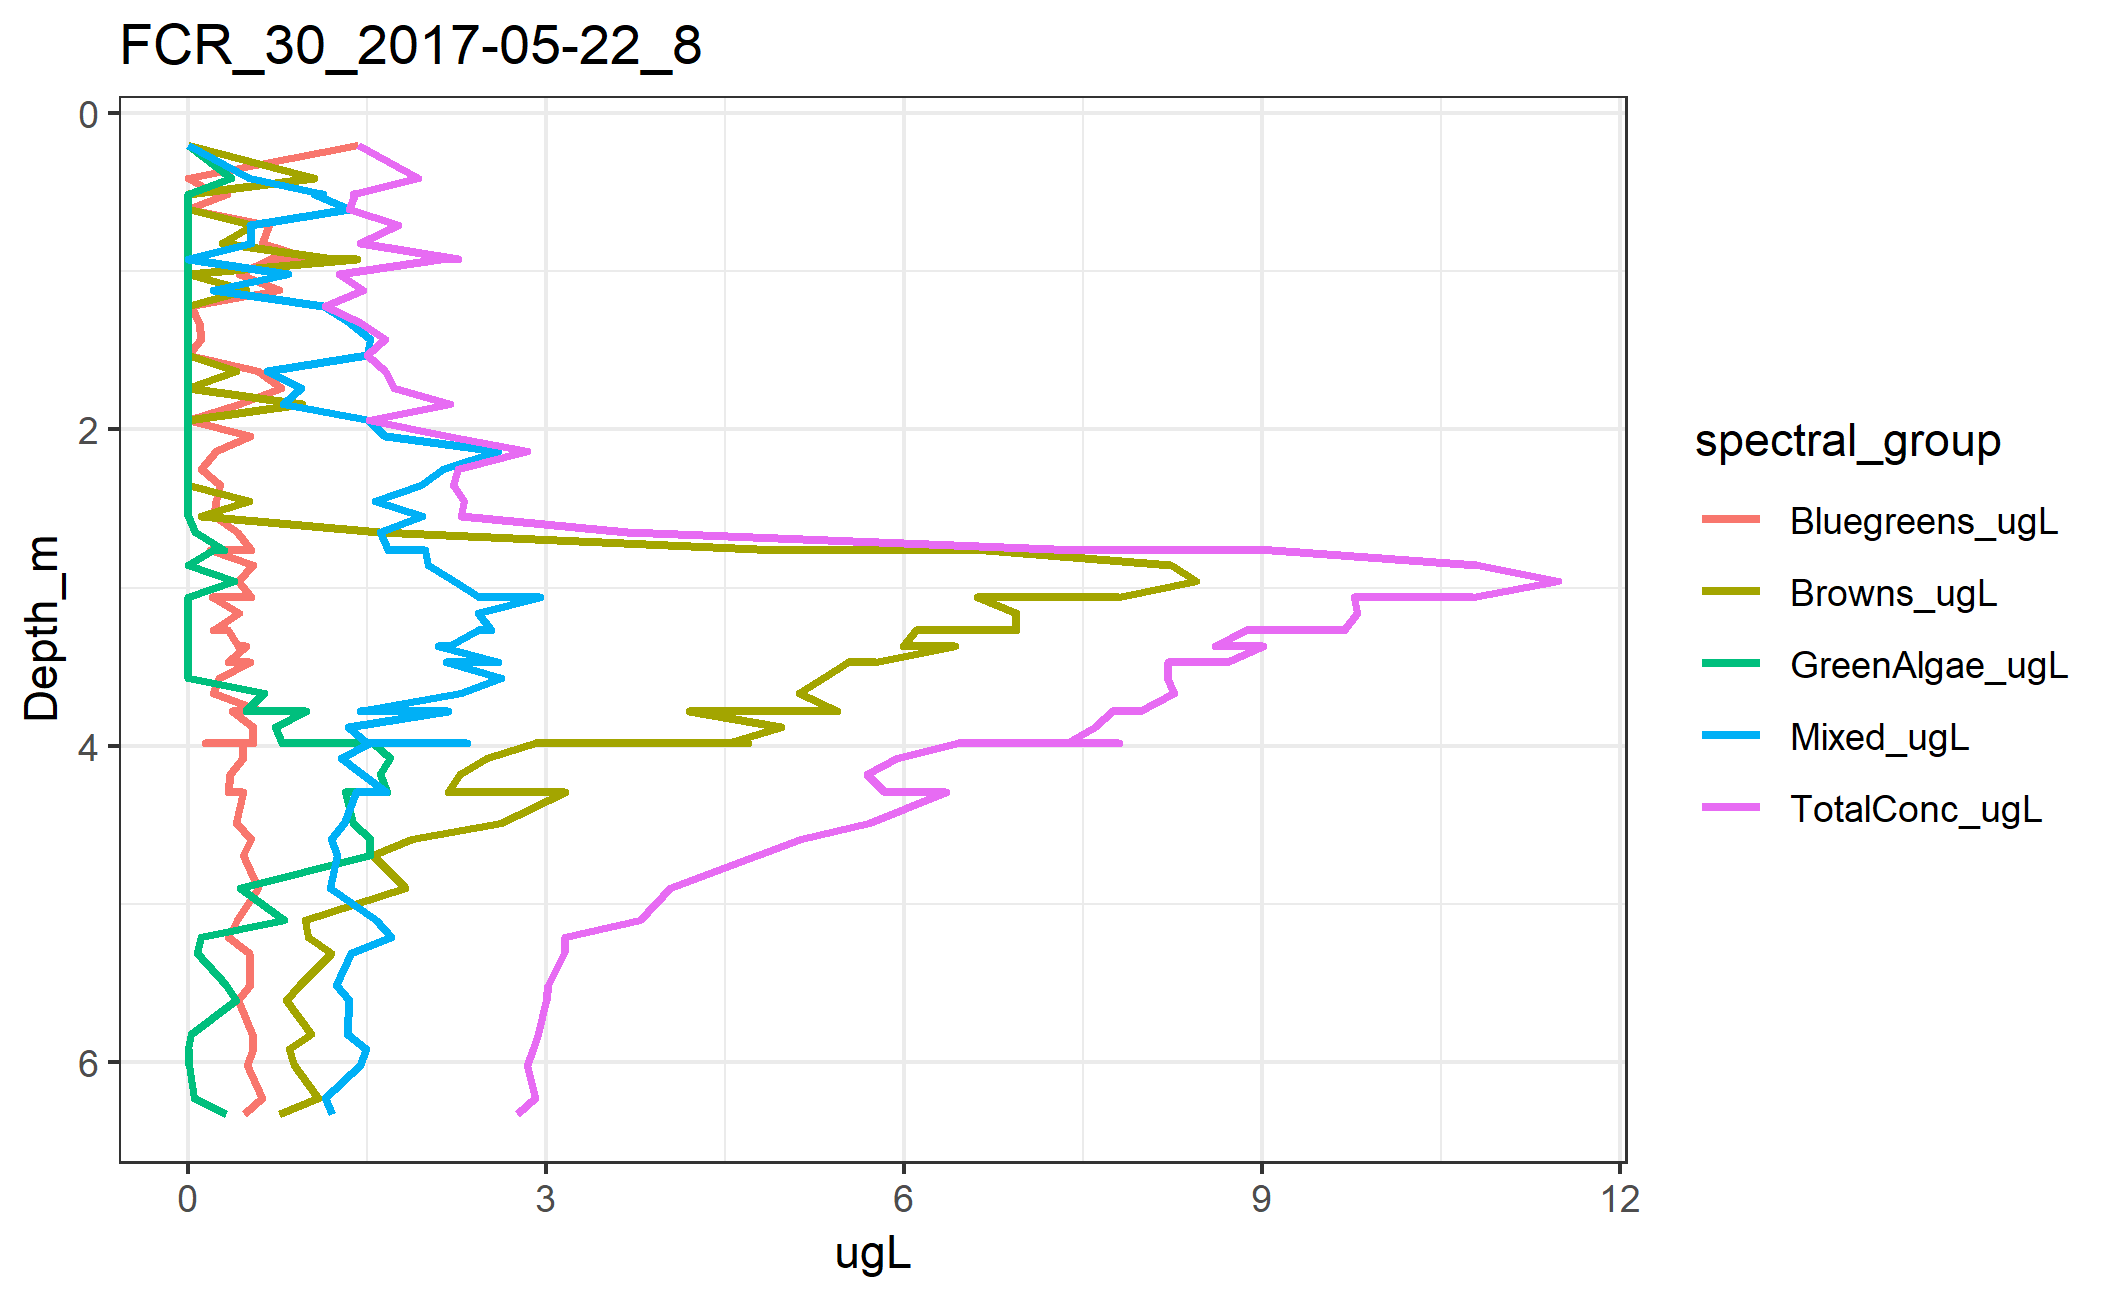 FCR_30_2017-05-22_8
0
2
4
6
Depth_m
0 3 6 9 12
ugL
spectral_group
Bluegreens_ugL
Browns_ugL
GreenAlgae_ugL
Mixed_ugL
TotalConc_ugL